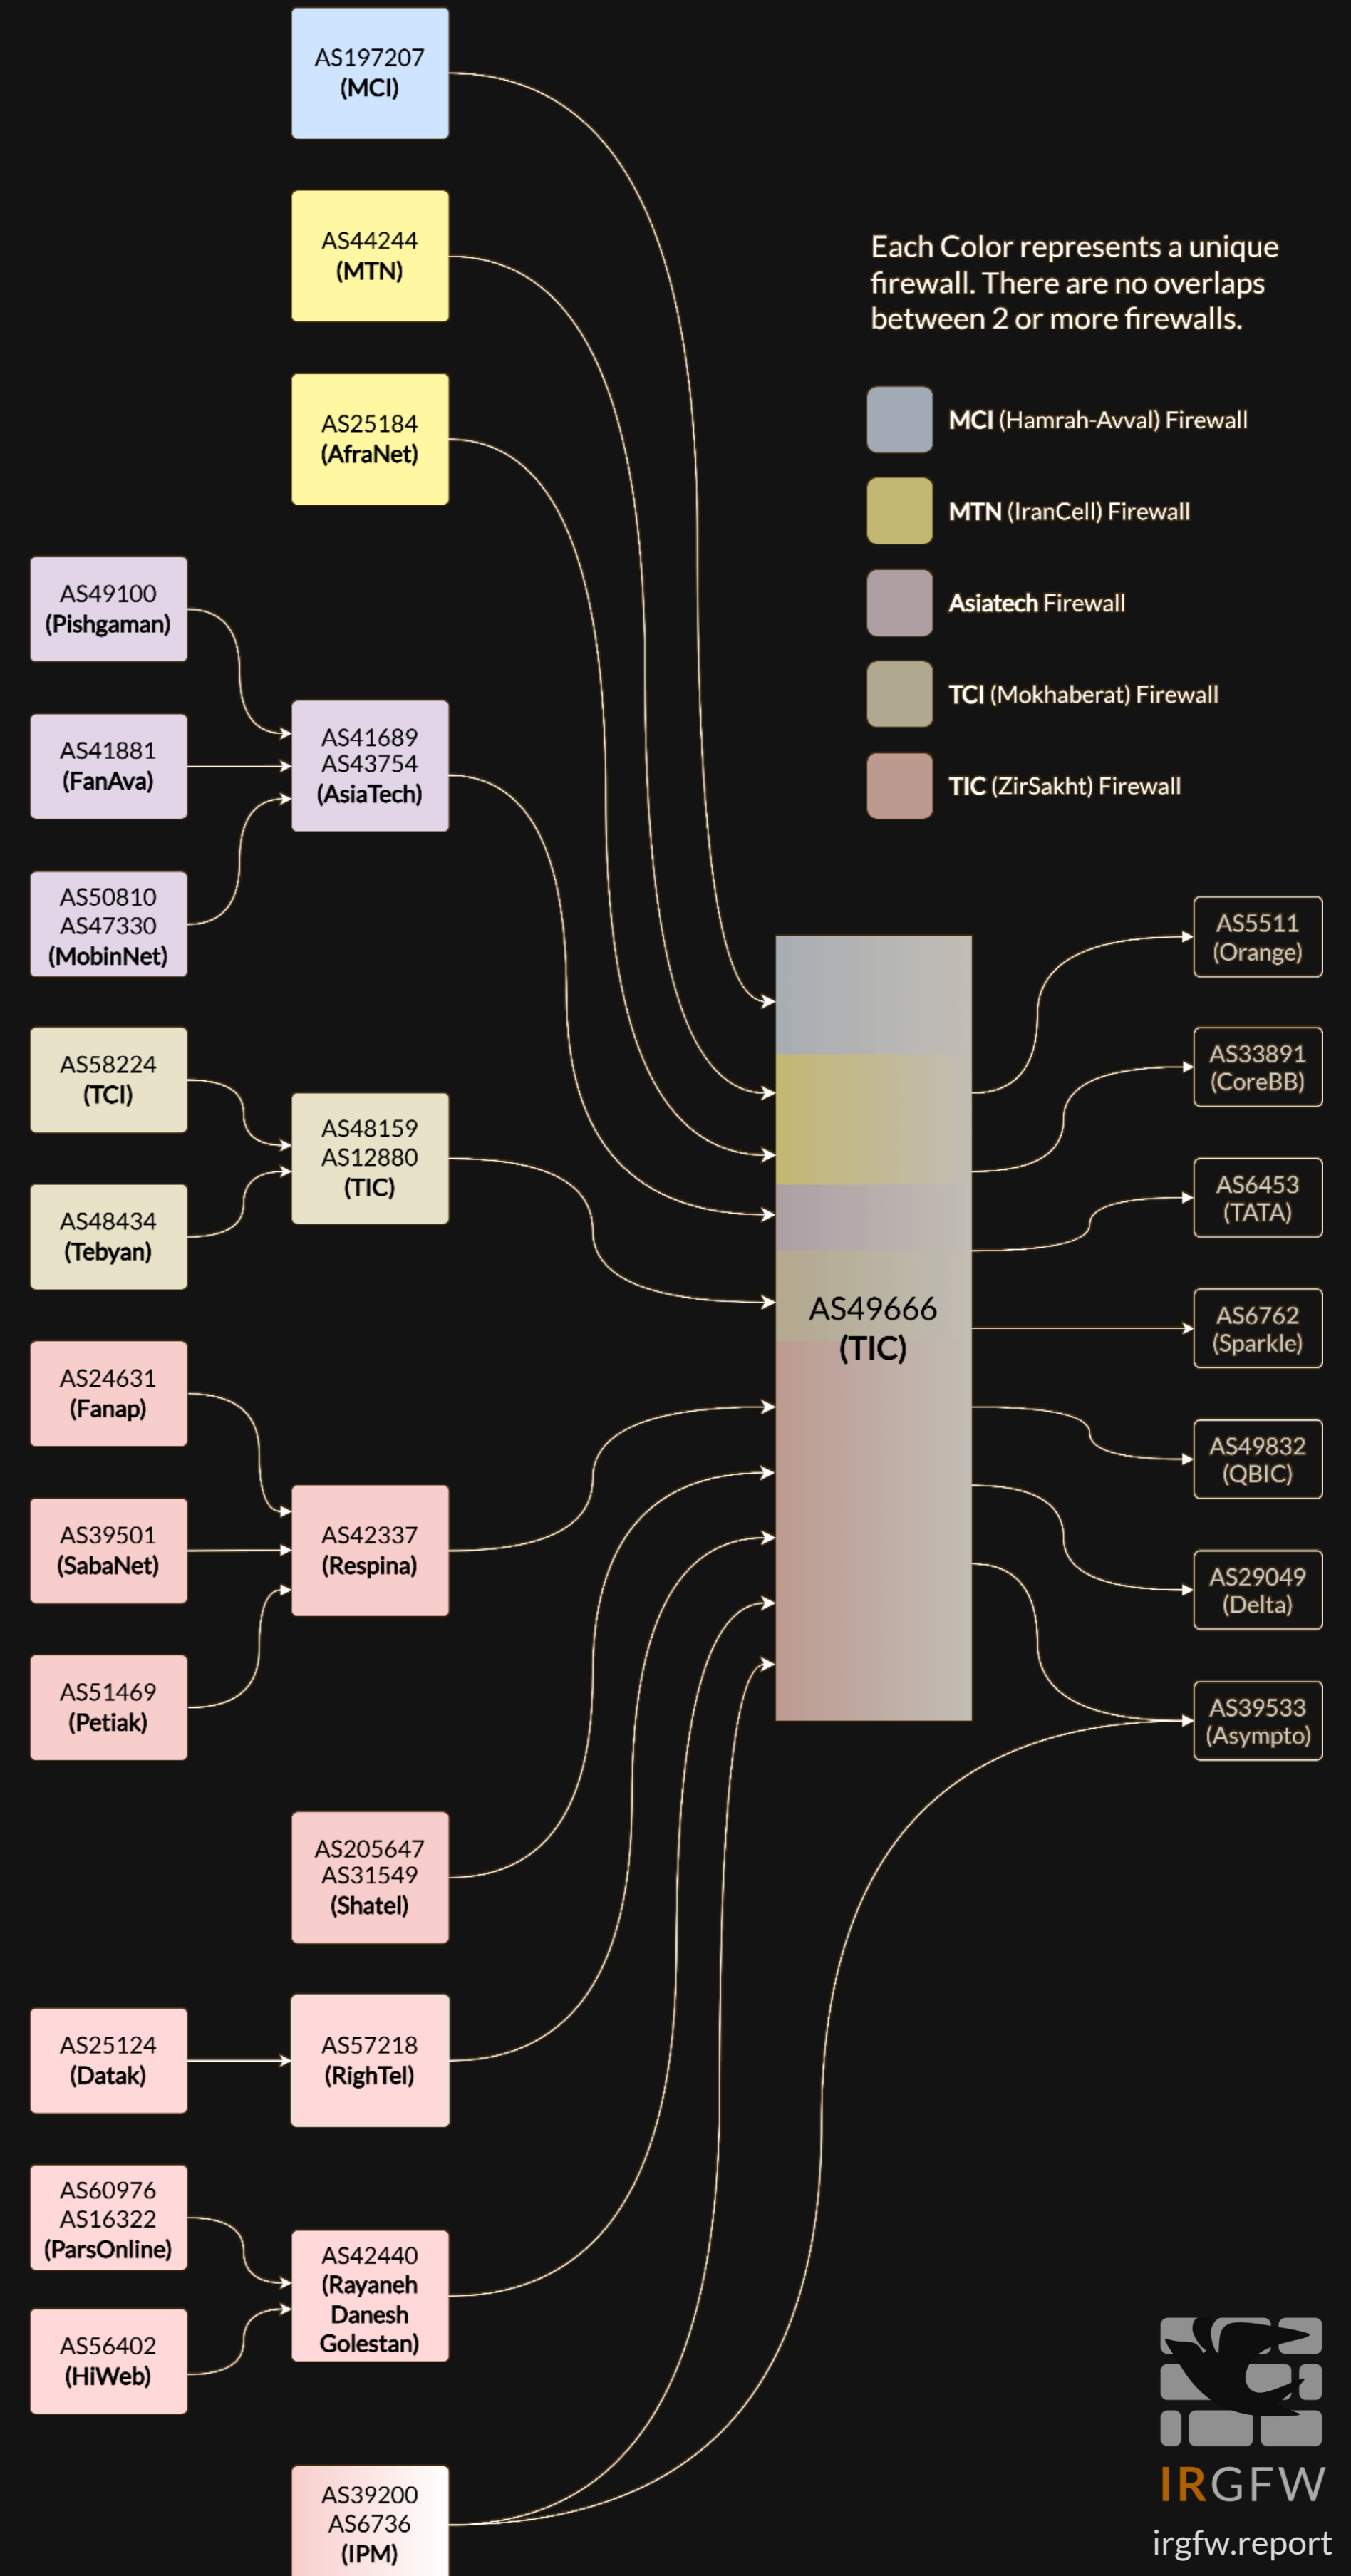 AS197207
(MCI)
AS44244
(MTN)
Each Color represents a unique
firewall. There are no overlaps
between 2 or more firewalls.
AS25184
(AfraNet)
MCI (Hamrah-Avval) Firewall
MTN (IranCell) Firewall
Asiatech Firewall
TCI (Mokhaberat) Firewall
TIC (ZirSakht) Firewall
AS49100
(Pishgaman)
AS41881
(FanAva)
AS50810
AS47330
(MobinNet)
AS41689
AS43754
(AsiaTech)
AS58224
(TCI)
AS48434
(Tebyan)
AS48159
AS12880
(TIC)
AS24631
(Fanap)
AS39501
(SabaNet)
AS51469
(Petiak)
AS42337
(Respina)
AS205647
AS31549
(Shatel)
AS25124
(Datak)
AS57218
(RighTel)
AS60976
AS16322
(ParsOnline)
AS56402
(HiWeb)
AS42440
(Rayaneh
Danesh
Golestan)
AS39200
AS6736
(IPM)
AS49666
(TIC)
AS5511
(Orange)
AS33891
(CoreBB)
AS6453
(TATA)
AS6762
(Sparkle)
AS49832
(QBIC)
AS29049
(Delta)
AS39533
(Asympto)
IRGFW
irgfw.report